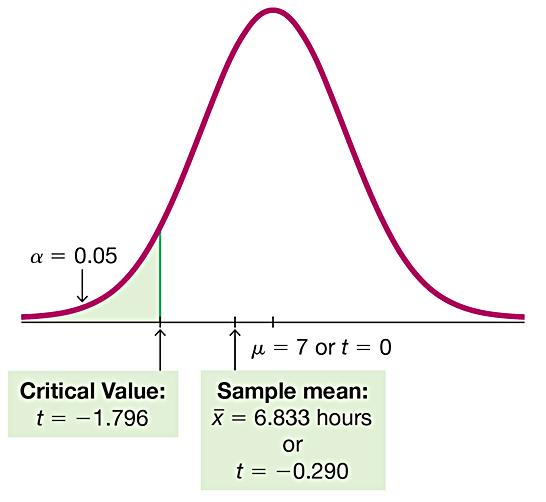 α = 0.05
μ = 7 or t = 0
Critical Value:
t = −1.796
Sample mean:
x̅ = 6.833 hours
or
t = −0.290